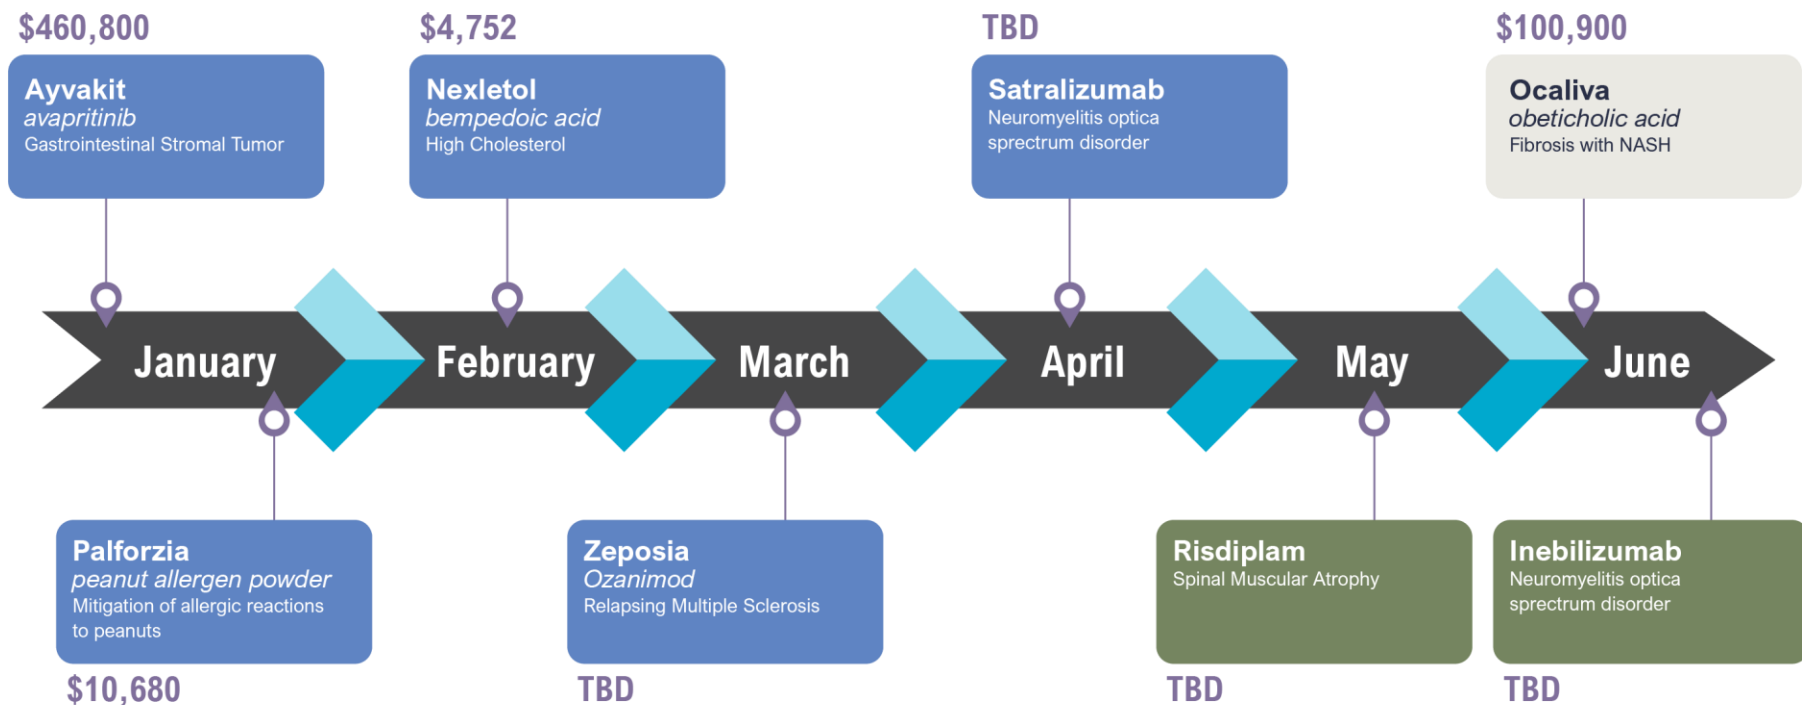 $460,800
Ayvakit
avapritinib
Gastrointestinal Stromal Tumor
$4,752
Nexletol
bempedoic acid
High Cholesterol
TBD
Satralizumab
Neuromyelitis optica
sprectrum disorder
$100,900
Ocaliva
obeticholic acid
Fibrosis with NASH
January
February
March
April
May
June
Palforzia
peanut allergen powder
Mitigation of allergic reactions
to peanuts
$10,680
Zeposia
Ozanimod
Relapsing Multiple Sclerosis
TBD
Risdiplam
Spinal Muscular Atrophy
TBD
Inebilizumab
Neuromyelitis optica
sprectrum disorder
TBD